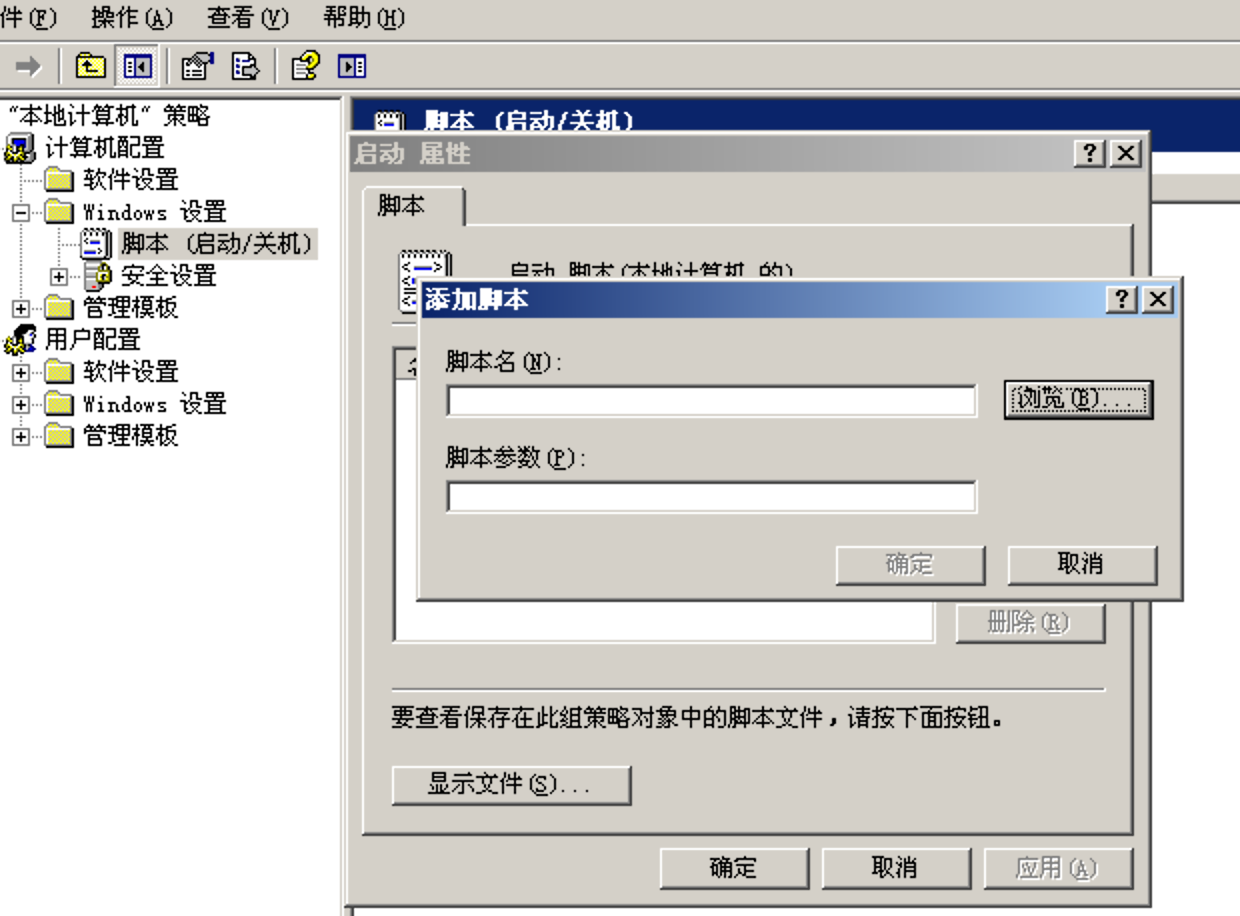 件(F) 操作(A) 查看(V) 帮助(H)
“本地计算机“ 策略
计算机配置
软件设置
Windows 设置
脚本 (启动/关机)
安全设置
管理模板
用户配置
软件设置
Windows 设置
管理模板
脚本 (启动/关机)
启动 属性
脚本
启动 脚本(本地计算机 的)
添加脚本
脚本名(N):
浏览(B)...
脚本参数(P):
确定 取消
删除(R)
要查看保存在此组策略对象中的脚本文件，请按下面按钮。
显示文件(S)...
确定 取消 应用(A)